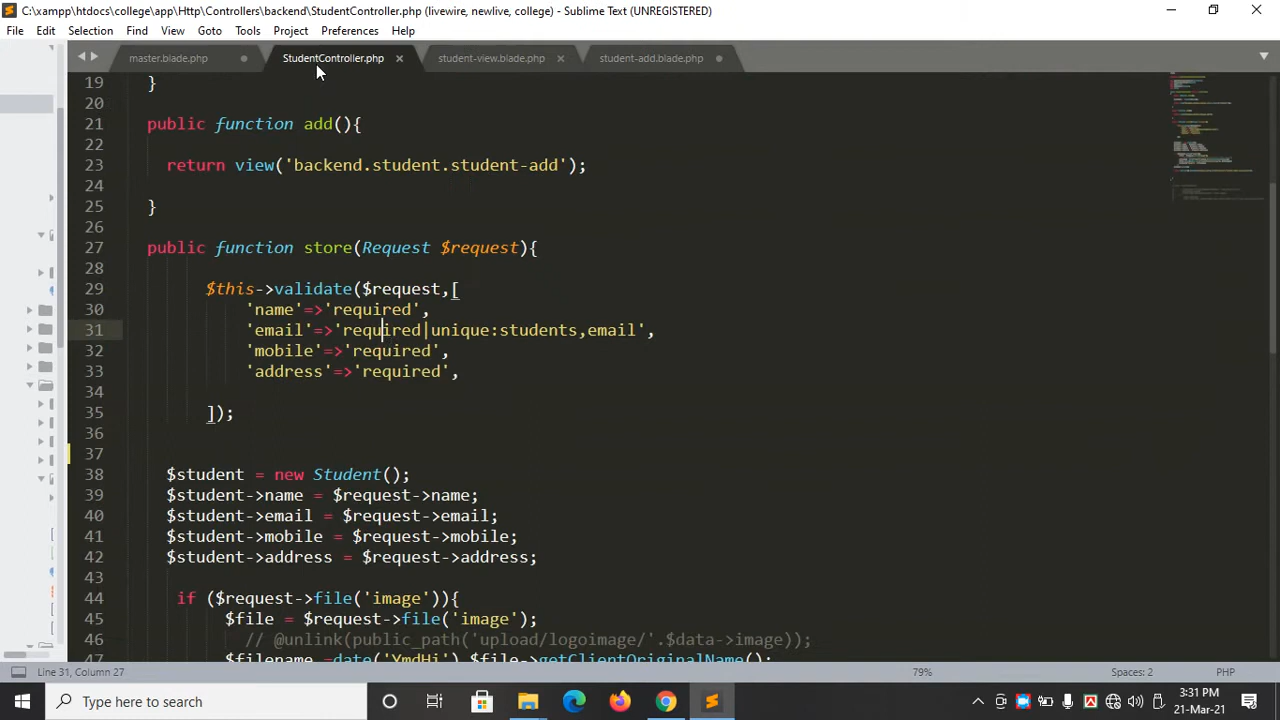 C:\xampp\htdocs\college\app\Http\Controllers\backend\StudentController.php (livewire, newlive, college) - Sublime Text (UNREGISTERED)
File Edit Selection Find View Goto Tools Project Preferences Help
master.blade.php StudentController.php student-view.blade.php student-add.blade.php
19 }
20
21 public function add(){
22
23 return view('backend.student.student-add');
24
25 }
26
27 public function store(Request $request){
28
29 $this->validate($request,[
30 'name'=>'required',
31 'email'=>'required|unique:students,email',
32 'mobile'=>'required',
33 'address'=>'required',
34
35 ]);
36
37
38 $student = new Student();
39 $student->name = $request->name;
40 $student->email = $request->email;
41 $student->mobile = $request->mobile;
42 $student->address = $request->address;
43
44 if ($request->file('image')){
45 $file = $request->file('image');
46 // @unlink(public_path('upload/logoimage/'.$data->image));
47 $filename =date('YmdHi').$file->getClientOriginalName();
Line 31, Column 27 79% Spaces: 2 PHP
Type here to search
3:31 PM
21-Mar-21